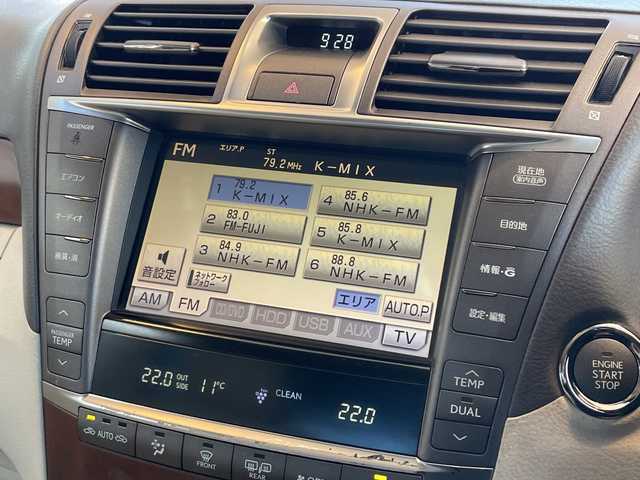 9:28
FM エリア.P ST 79.2 MHz K-MIX
1 79.2 K-MIX
2 83.0 FM-FUJI
3 84.9 NHK-FM
4 85.6 NHK-FM
5 85.8 K-MIX
6 88.8 NHK-FM
音設定
ネットワーク
フォロー
エリア
AUTO.P
AM
FM
HDD
USB
AUX
TV
PASSENGER
エアコン
オーディオ
画質・消
PASSENGER
TEMP
現在地
(案内音声)
目的地
情報・G
設定・編集
TEMP
DUAL
22.0
OUT
SIDE
11°C
CLEAN
22.0
AUTO
FRONT
REAR
OFF
ENGINE
START
STOP